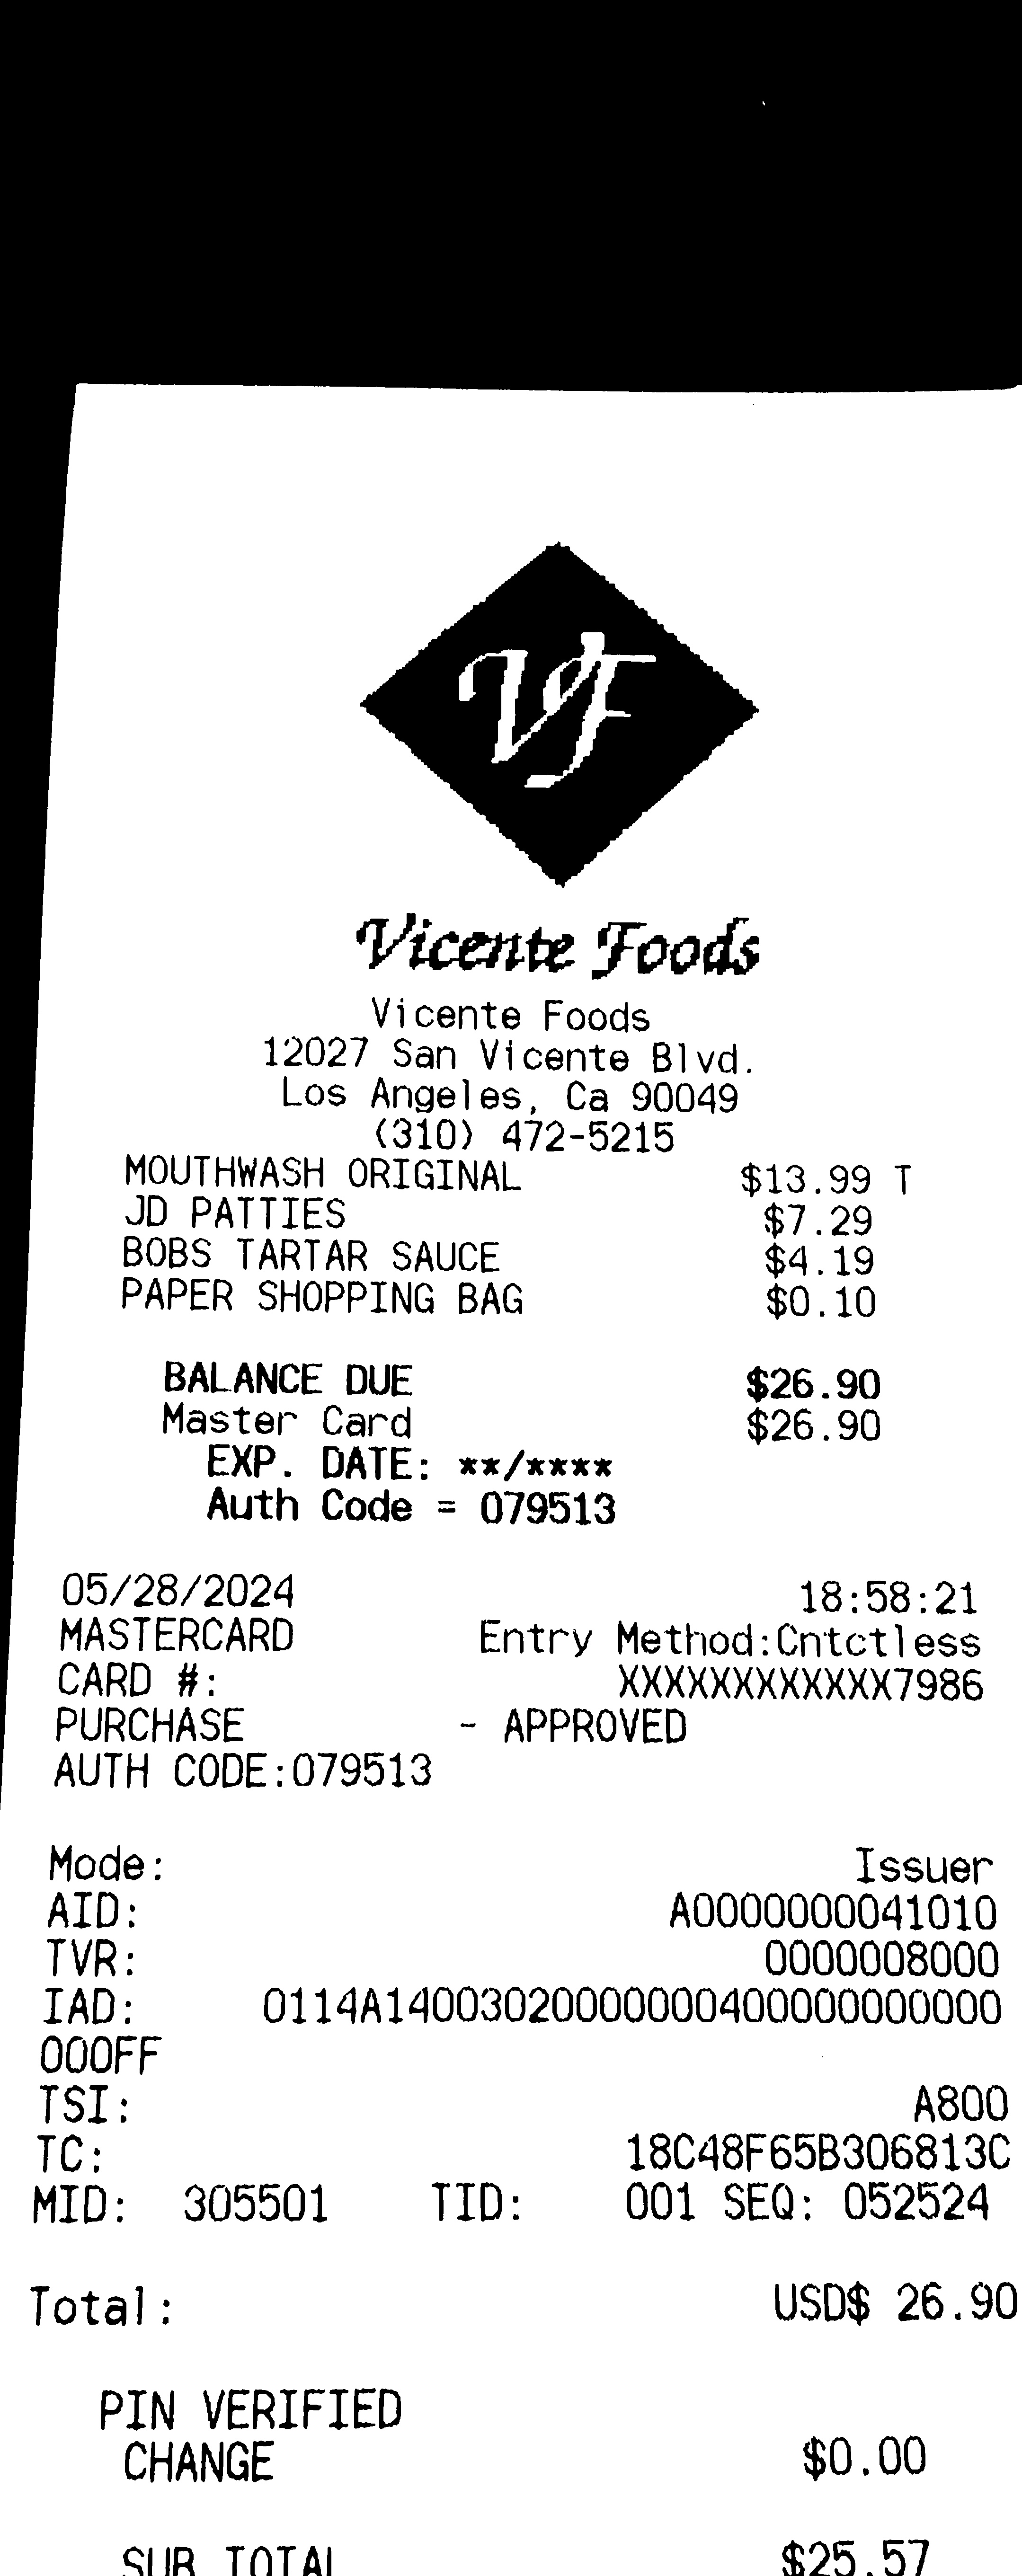 VF
Vicente Foods
Vicente Foods
12027 San Vicente Blvd.
Los Angeles, Ca 90049
(310) 472-5215
MOUTHWASH ORIGINAL $13.99 T
JD PATTIES $7.29
BOBS TARTAR SAUCE $4.19
PAPER SHOPPING BAG $0.10
BALANCE DUE $26.90
Master Card $26.90
EXP. DATE: **/****
Auth Code = 079513
05/28/2024 18:58:21
MASTERCARD Entry Method:Cntctless
CARD #: XXXXXXXXXXXX7986
PURCHASE - APPROVED
AUTH CODE:079513
Mode: Issuer
AID: A0000000041010
TVR: 0000008000
IAD: 0114A14003020000000400000000000
000FF
TSI: A800
TC: 18C48F65B306813C
MID: 305501 TID: 001 SEQ: 052524
Total: USD$ 26.90
PIN VERIFIED
CHANGE $0.00
SUB TOTAL $25.57